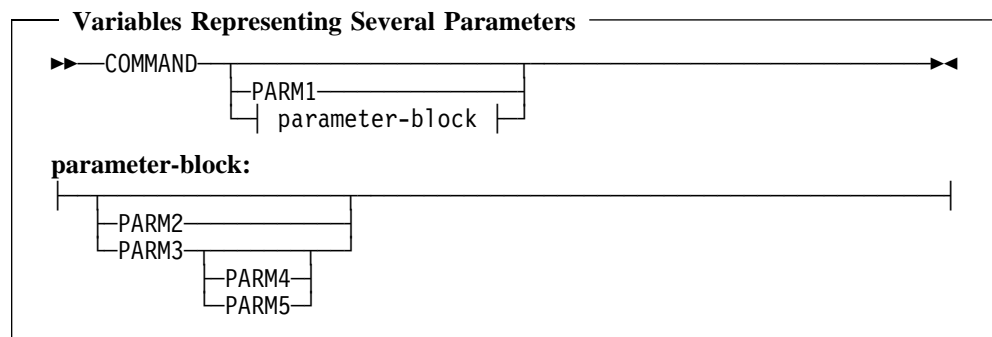 Variables Representing Several Parameters
COMMAND
PARM1
parameter-block
parameter-block:
PARM2
PARM3
PARM4
PARM5